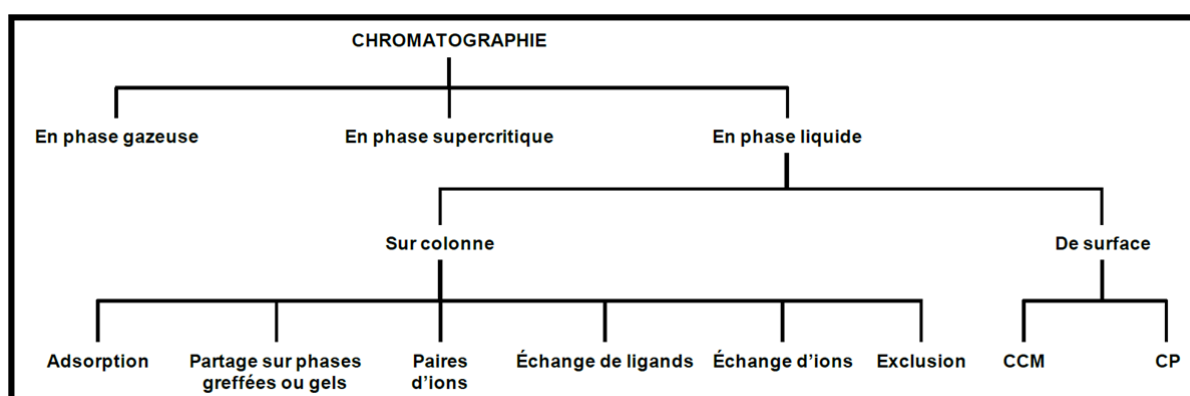 CHROMATOGRAPHIE
En phase gazeuse
En phase supercritique
En phase liquide
Sur colonne
De surface
Adsorption
Partage sur phases
greffées ou gels
Paires
d'ions
Échange de ligands
Échange d'ions
Exclusion
CCM
CP